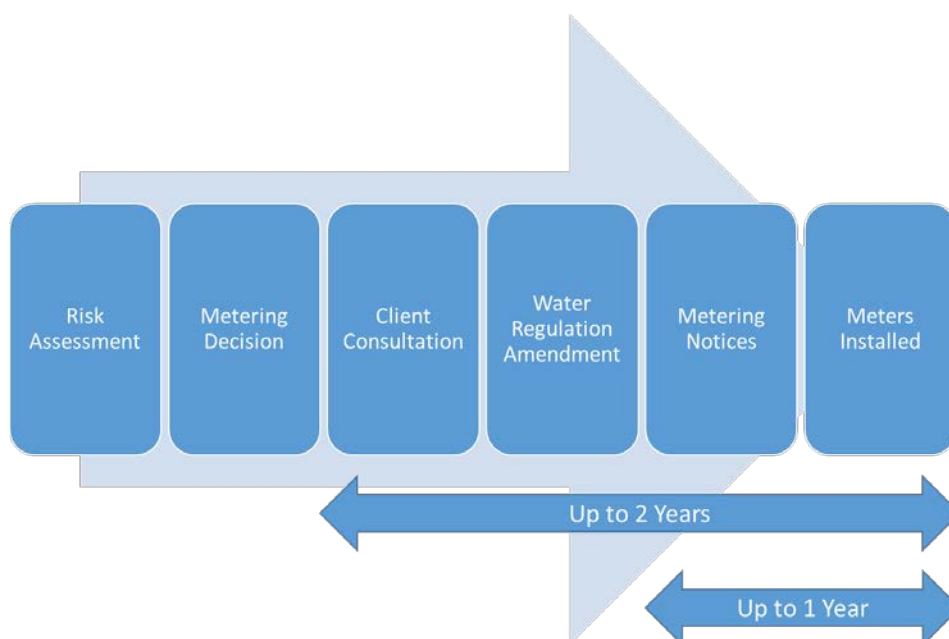 Risk
Assessment
Metering
Decision
Client
Consultation
Water
Regulation
Amendment
Metering
Notices
Meters
Installed
Up to 2 Years
Up to 1 Year